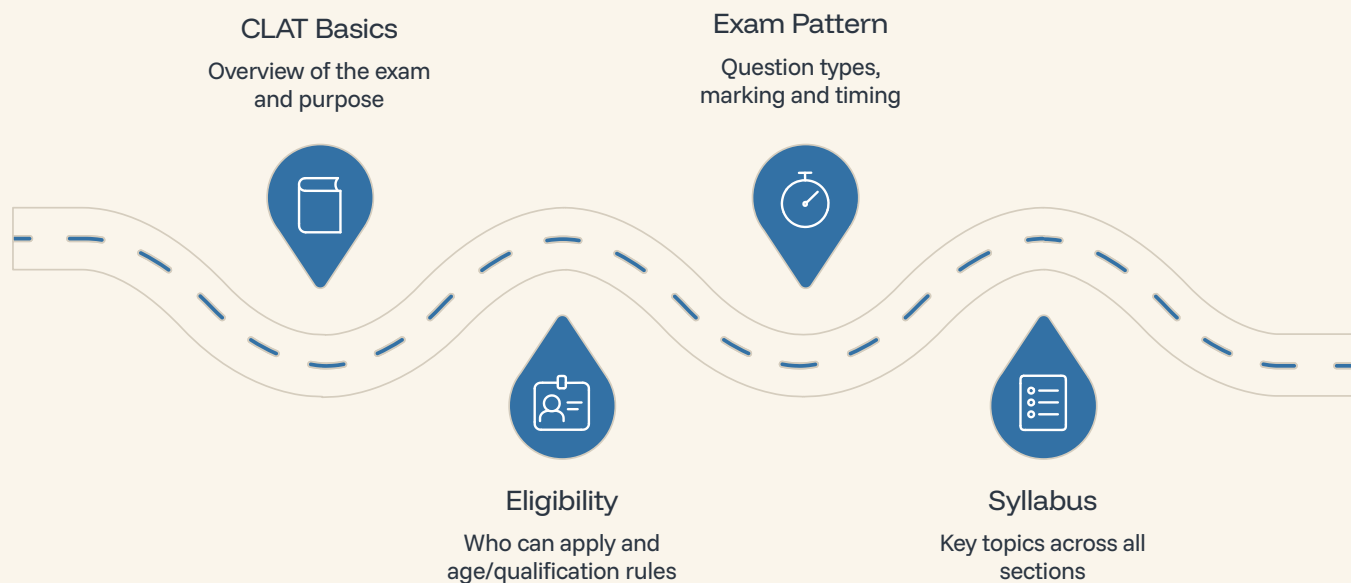 CLAT Basics
Overview of the exam
and purpose
Eligibility
Who can apply and
age/qualification rules
Exam Pattern
Question types,
marking and timing
Syllabus
Key topics across all
sections